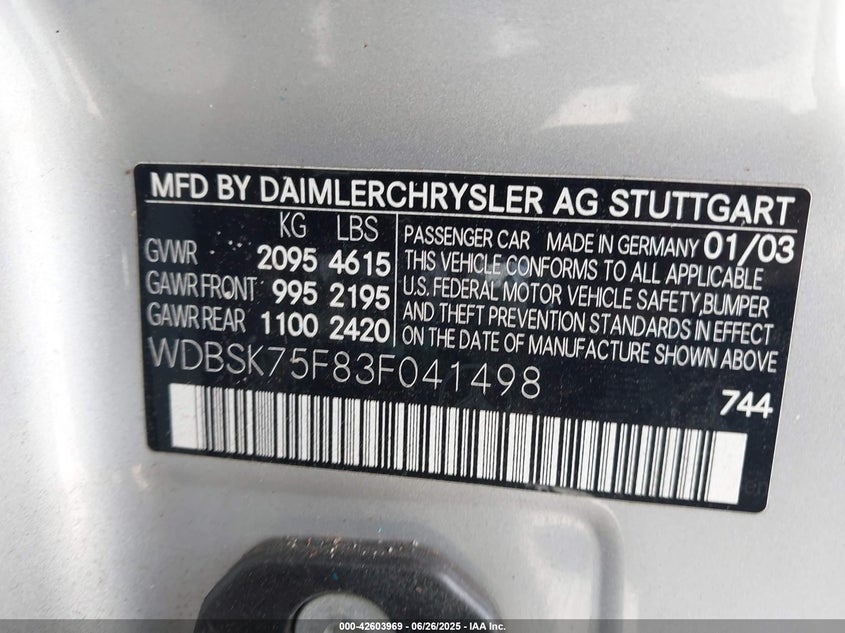 MFD BY DAIMLERCHRYSLER AG STUTTGART
KG LBS
GVWR 2095 4615
GAWR FRONT 995 2195
GAWR REAR 1100 2420
PASSENGER CAR MADE IN GERMANY 01/03
THIS VEHICLE CONFORMS TO ALL APPLICABLE
U.S. FEDERAL MOTOR VEHICLE SAFETY,BUMPER
AND THEFT PREVENTION STANDARDS IN EFFECT
ON THE DATE OF MANUFACTURE SHOWN ABOVE
WDBSK75F83F041498
744
000-42603969 - 06/26/2025 - IAA Inc.